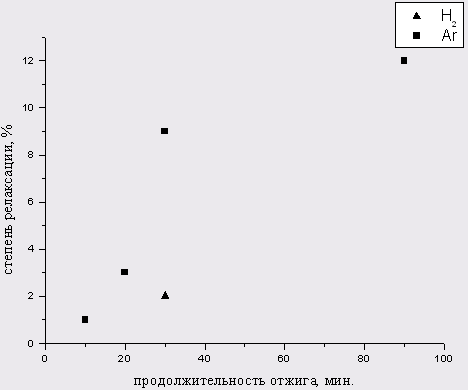 H2
Ar
12
10
8
6
4
2
0
0 20 40 60 80 100
степень релаксации, %
продолжительность отжига, мин.